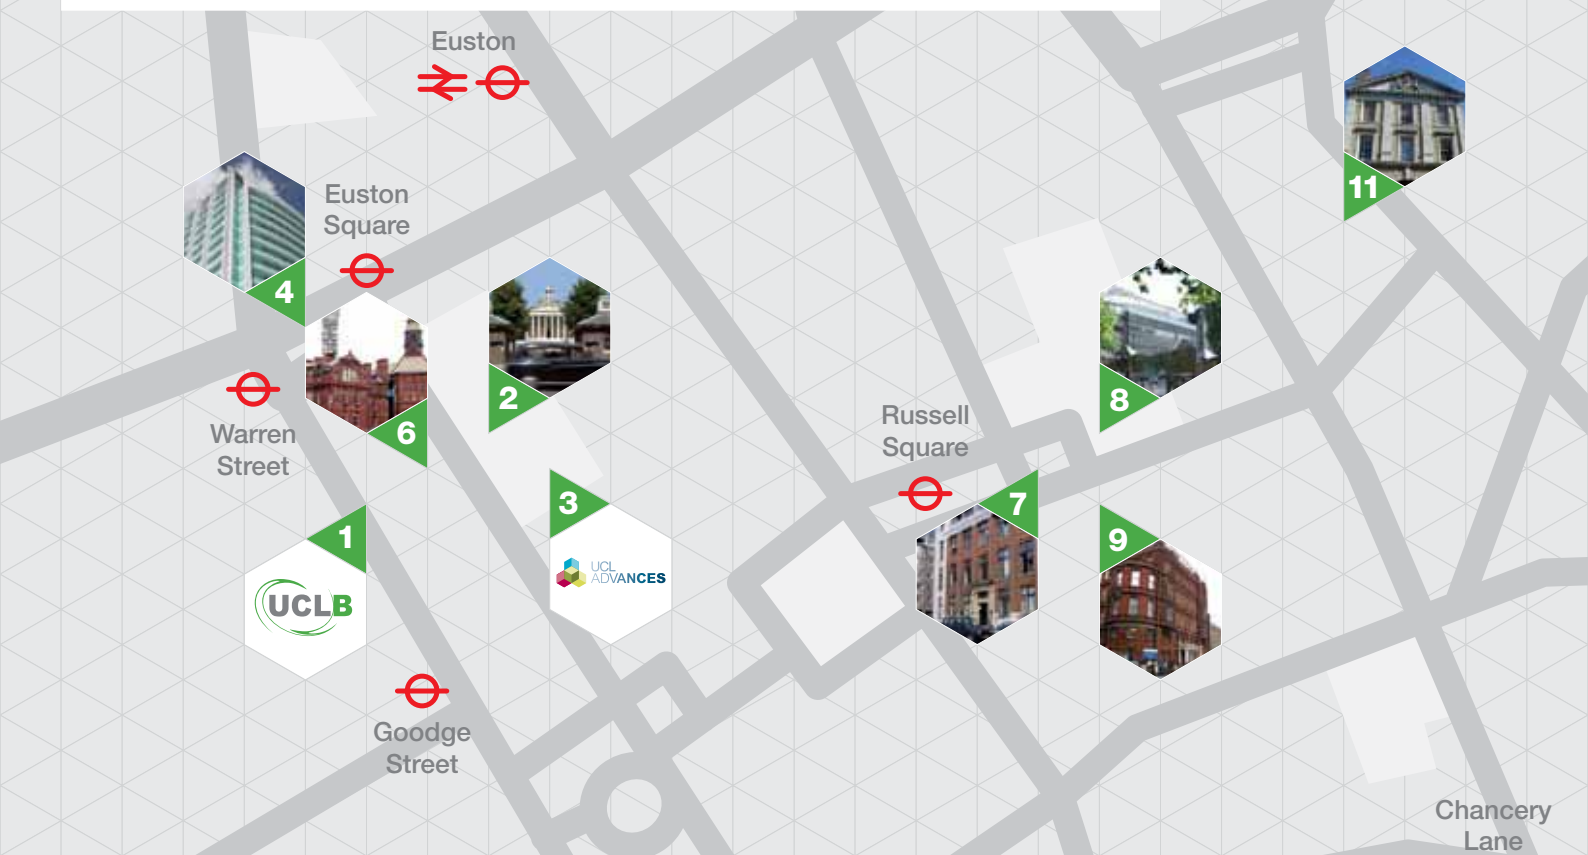 Euston
11
Euston
Square
4
2
8
Russell
Square
Warren
Street
6
3
7
1
9
UCL
ADVANCES
UCLB
Goodge
Street
Chancery
Lane